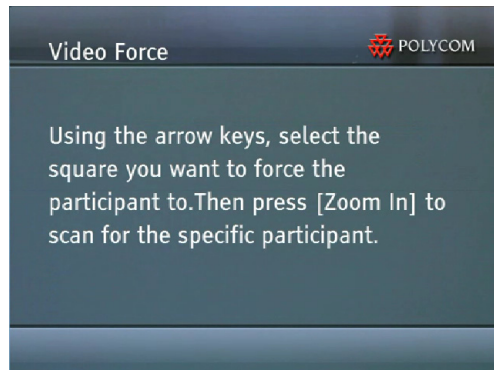 Video Force
POLYCOM
Using the arrow keys, select the
square you want to force the
participant to.Then press [Zoom In] to
scan for the specific participant.